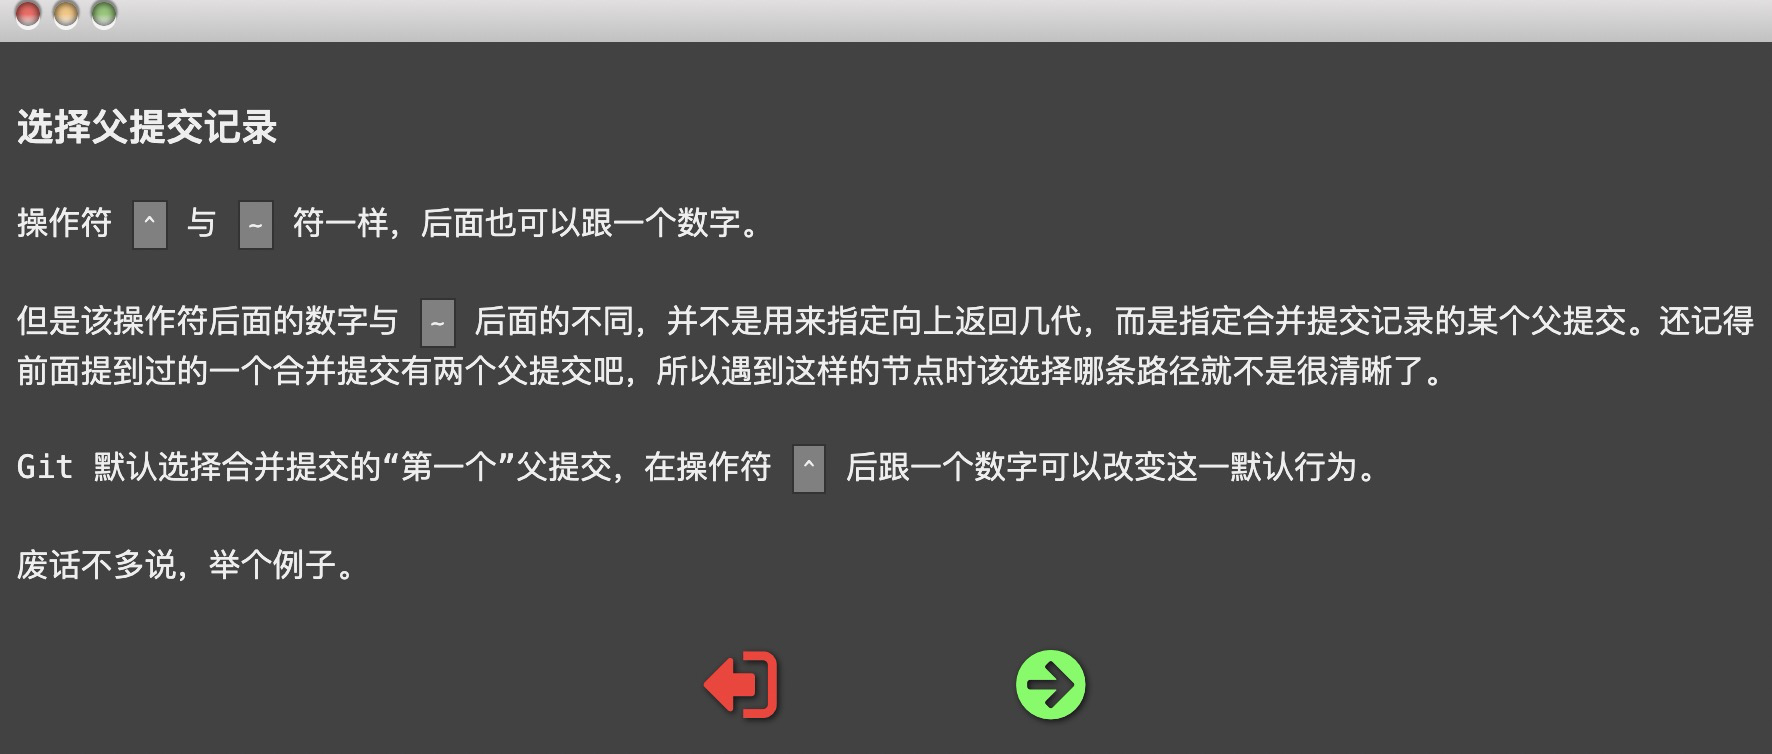 选择父提交记录
操作符 ^ 与 ~ 符一样，后面也可以跟一个数字。
但是该操作符后面的数字与 ~ 后面的不同，并不是用来指定向上返回几代，而是指定合并提交记录的某个父提交。还记得
前面提到过的一个合并提交有两个父提交吧，所以遇到这样的节点时该选择哪条路径就不是很清晰了。
Git 默认选择合并提交的“第一个”父提交，在操作符 ^ 后跟一个数字可以改变这一默认行为。
废话不多说，举个例子。